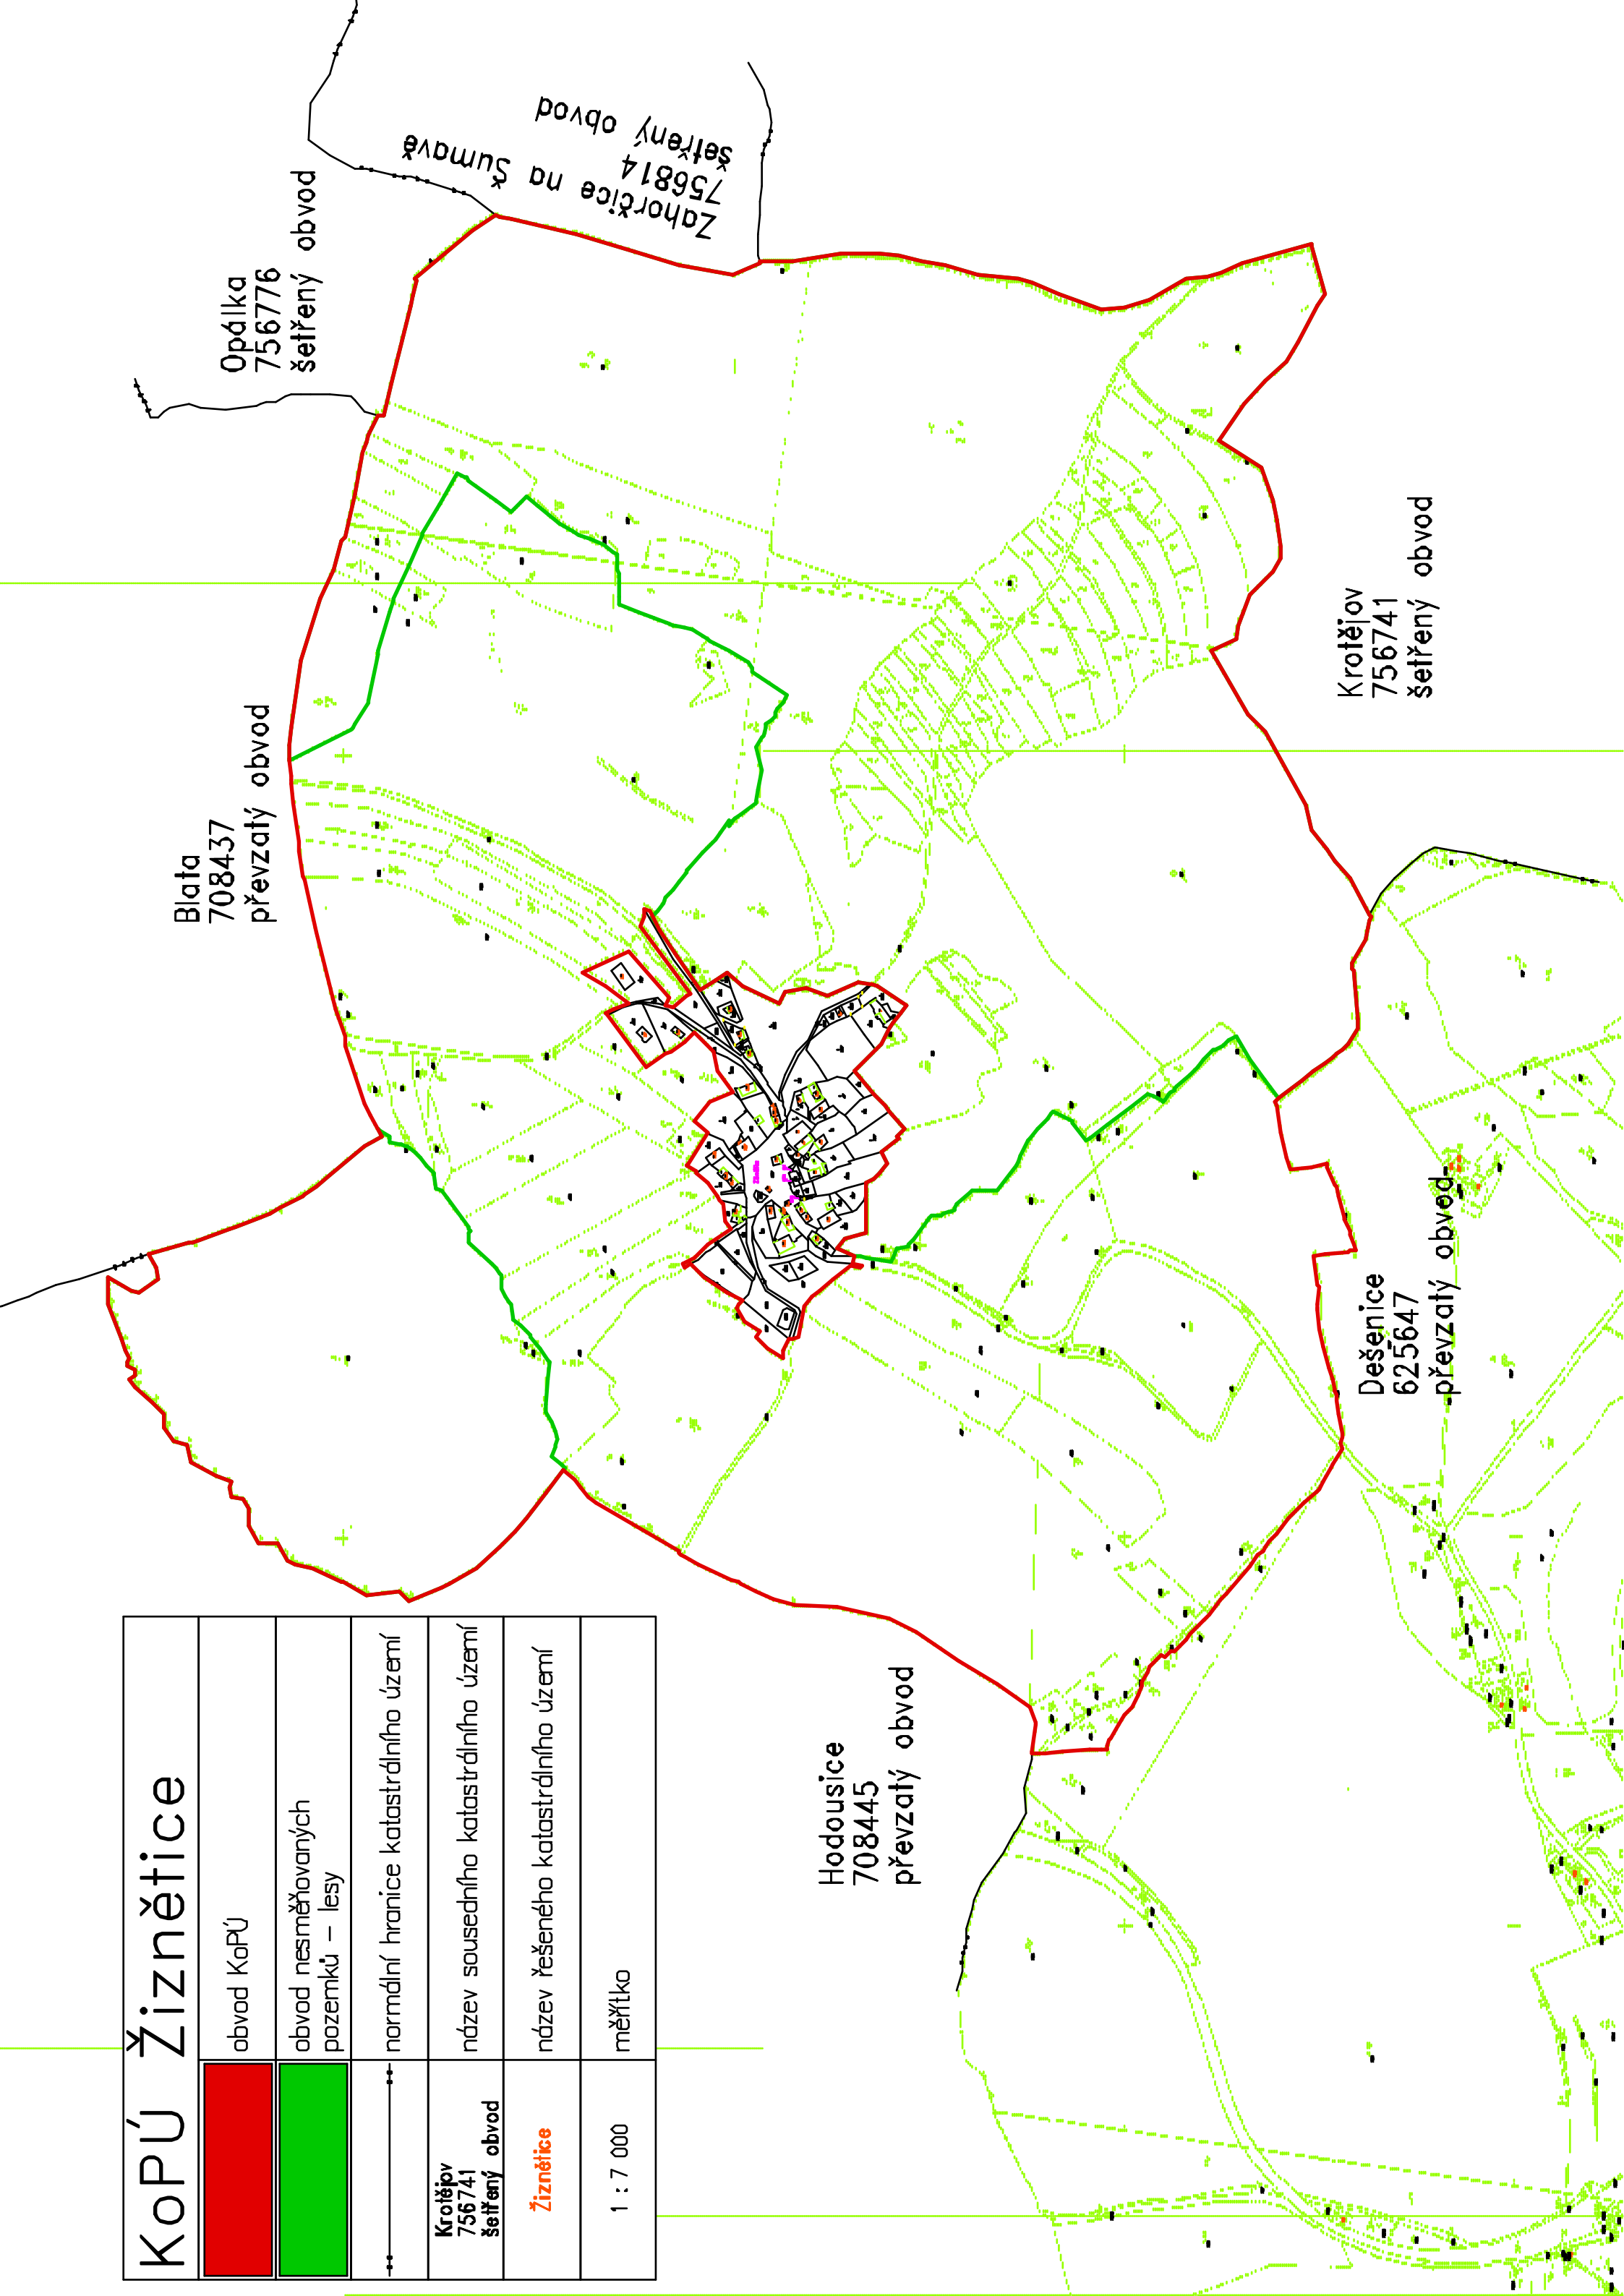 KoPÚ Žiznětice
obvod KoPÚ
obvod nesměňovaných
pozemků – lesy
normální hranice katastrálního území
Krotějov
756741
šetřený obvod
název sousedního katastrálního území
Žiznětice
název řešeného katastrálního území
1 : 7 000
měřítko
Hodousice
708445
převzatý obvod
Blata
708437
převzatý obvod
Opálka
756776
šetřený obvod
Zahorčice na Šumavě
756814
šetřený obvod
Krotějov
756741
šetřený obvod
Dešenice
625647
převzatý obvod